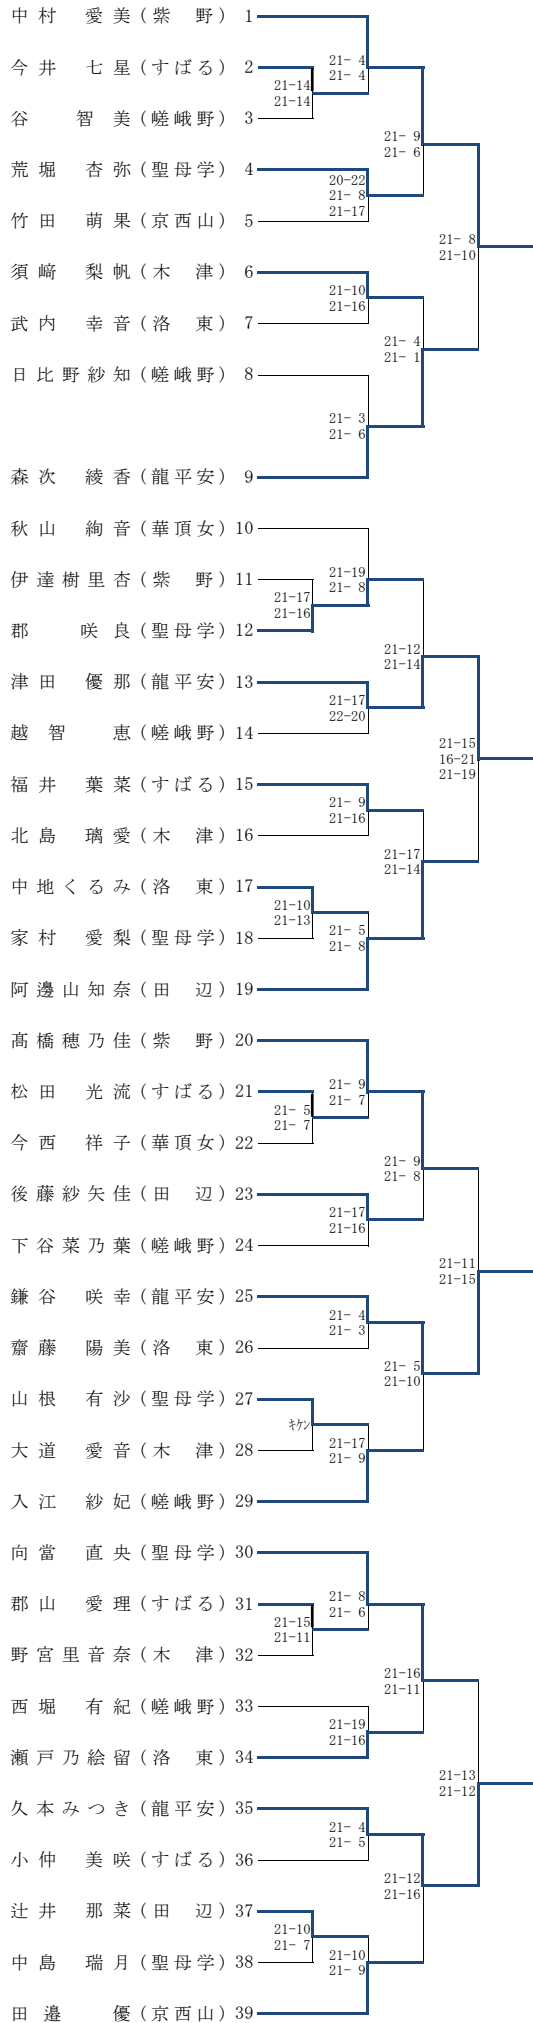 中村　愛美(紫　野) 1
今井　七星(すばる) 2
21- 4
21- 4
21-14
21-14
谷　　智美(嵯峨野) 3
21- 9
21- 6
荒堀　杏弥(聖母学) 4
20-22
21- 8
21-17
竹田　萌果(京西山) 5
21- 8
21-10
須﨑　梨帆(木　津) 6
21-10
21-16
武内　幸音(洛　東) 7
21- 4
21- 1
日比野紗知(嵯峨野) 8
21- 3
21- 6
森次　綾香(龍平安) 9
秋山　絢音(華頂女) 10
伊達樹里杏(紫　野) 11
21-19
21- 8
21-17
21-16
郡　　咲良(聖母学) 12
21-12
21-14
津田　優那(龍平安) 13
21-17
22-20
越智　　恵(嵯峨野) 14
21-15
16-21
21-19
福井　葉菜(すばる) 15
21- 9
21-16
北島　璃愛(木　津) 16
21-17
21-14
中地くるみ(洛　東) 17
21-10
21-13
家村　愛梨(聖母学) 18
21- 5
21- 8
阿邊山知奈(田　辺) 19
髙橋穂乃佳(紫　野) 20
松田　光流(すばる) 21
21- 9
21- 7
21- 5
21- 7
今西　祥子(華頂女) 22
21- 9
21- 8
後藤紗矢佳(田　辺) 23
21-17
21-16
下谷菜乃葉(嵯峨野) 24
21-11
21-15
鎌谷　咲幸(龍平安) 25
21- 4
21- 3
齋藤　陽美(洛　東) 26
21- 5
21-10
山根　有沙(聖母学) 27
ｷｹﾝ
大道　愛音(木　津) 28
21-17
21- 9
入江　紗妃(嵯峨野) 29
向當　直央(聖母学) 30
郡山　愛理(すばる) 31
21- 8
21- 6
21-15
21-11
野宮里音奈(木　津) 32
21-16
21-11
西堀　有紀(嵯峨野) 33
21-19
21-16
瀬戸乃絵留(洛　東) 34
21-13
21-12
久本みつき(龍平安) 35
21- 4
21- 5
小仲　美咲(すばる) 36
21-12
21-16
辻井　那菜(田　辺) 37
21-10
21- 7
中島　瑞月(聖母学) 38
21-10
21- 9
田邉　　優(京西山) 39